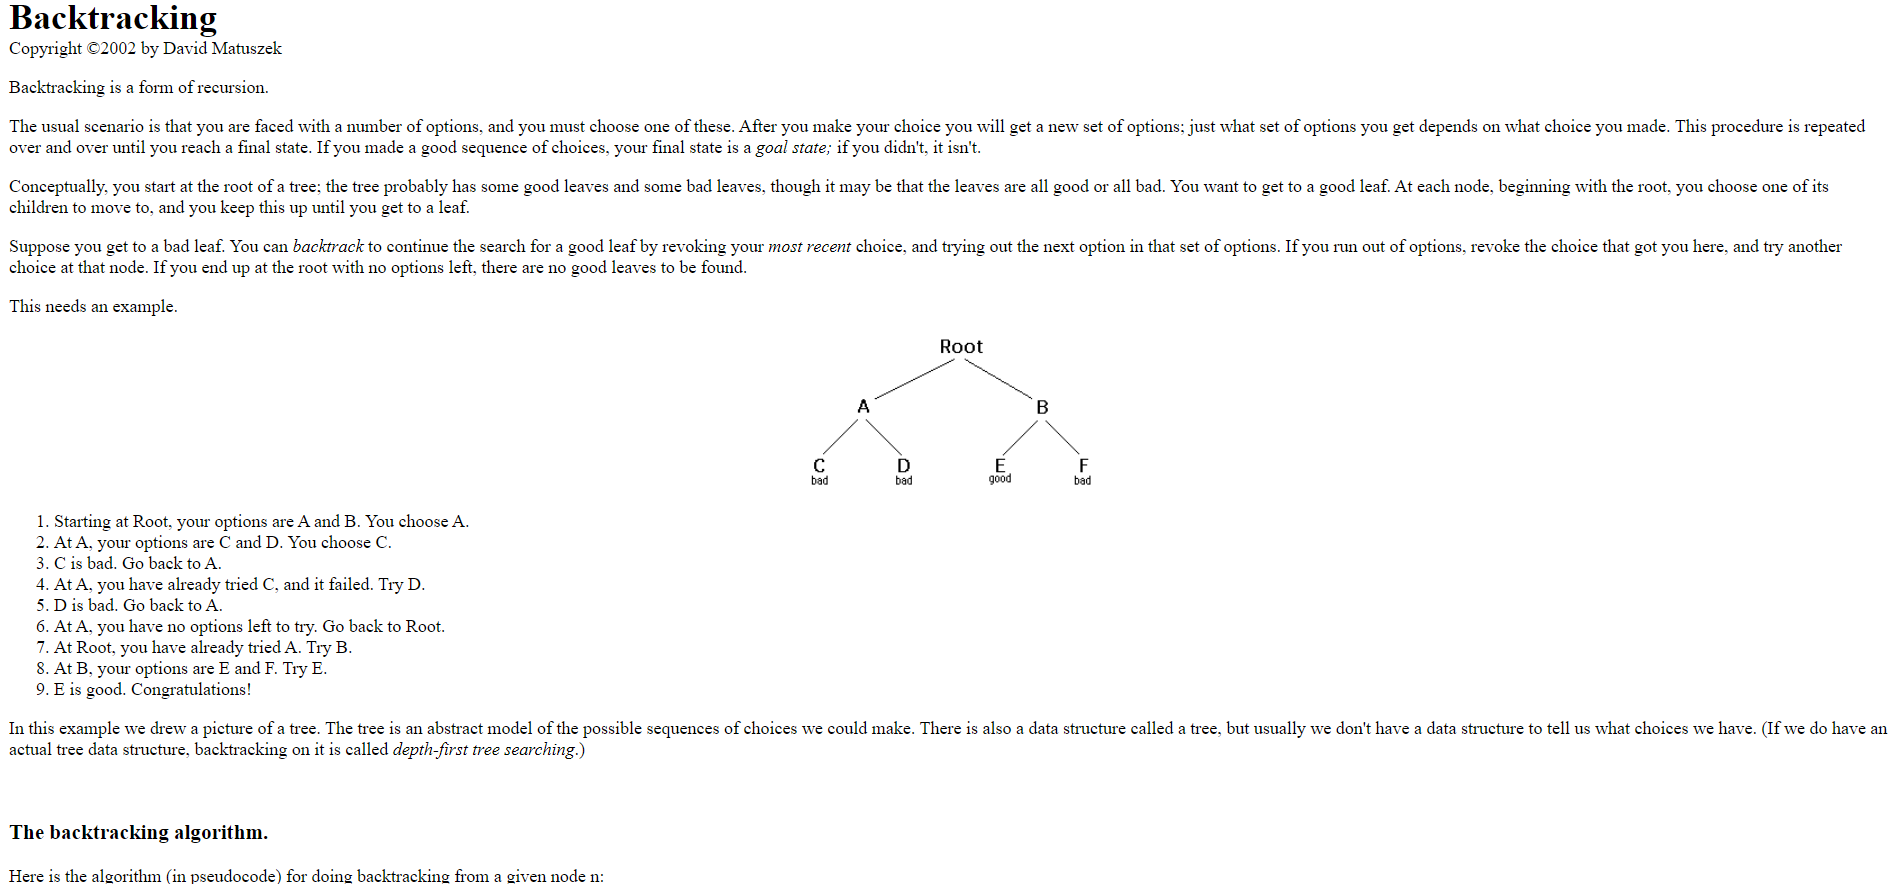 Backtracking
Copyright ©2002 by David Matuszek
Backtracking is a form of recursion.
The usual scenario is that you are faced with a number of options, and you must choose one of these. After you make your choice you will get a new set of options; just what set of options you get depends on what choice you made. This procedure is repeated
over and over until you reach a final state. If you made a good sequence of choices, your final state is a goal state; if you didn't, it isn't.
Conceptually, you start at the root of a tree; the tree probably has some good leaves and some bad leaves, though it may be that the leaves are all good or all bad. You want to get to a good leaf. At each node, beginning with the root, you choose one of its
children to move to, and you keep this up until you get to a leaf.
Suppose you get to a bad leaf. You can backtrack to continue the search for a good leaf by revoking your most recent choice, and trying out the next option in that set of options. If you run out of options, revoke the choice that got you here, and try another
choice at that node. If you end up at the root with no options left, there are no good leaves to be found.
This needs an example.
Root
A B
C D E F
bad bad good bad
1. Starting at Root, your options are A and B. You choose A.
2. At A, your options are C and D. You choose C.
3. C is bad. Go back to A.
4. At A, you have already tried C, and it failed. Try D.
5. D is bad. Go back to A.
6. At A, you have no options left to try. Go back to Root.
7. At Root, you have already tried A. Try B.
8. At B, your options are E and F. Try E.
9. E is good. Congratulations!
In this example we drew a picture of a tree. The tree is an abstract model of the possible sequences of choices we could make. There is also a data structure called a tree, but usually we don't have a data structure to tell us what choices we have. (If we do have an
actual tree data structure, backtracking on it is called depth-first tree searching.)
The backtracking algorithm.
Here is the algorithm (in pseudocode) for doing backtracking from a given node n: